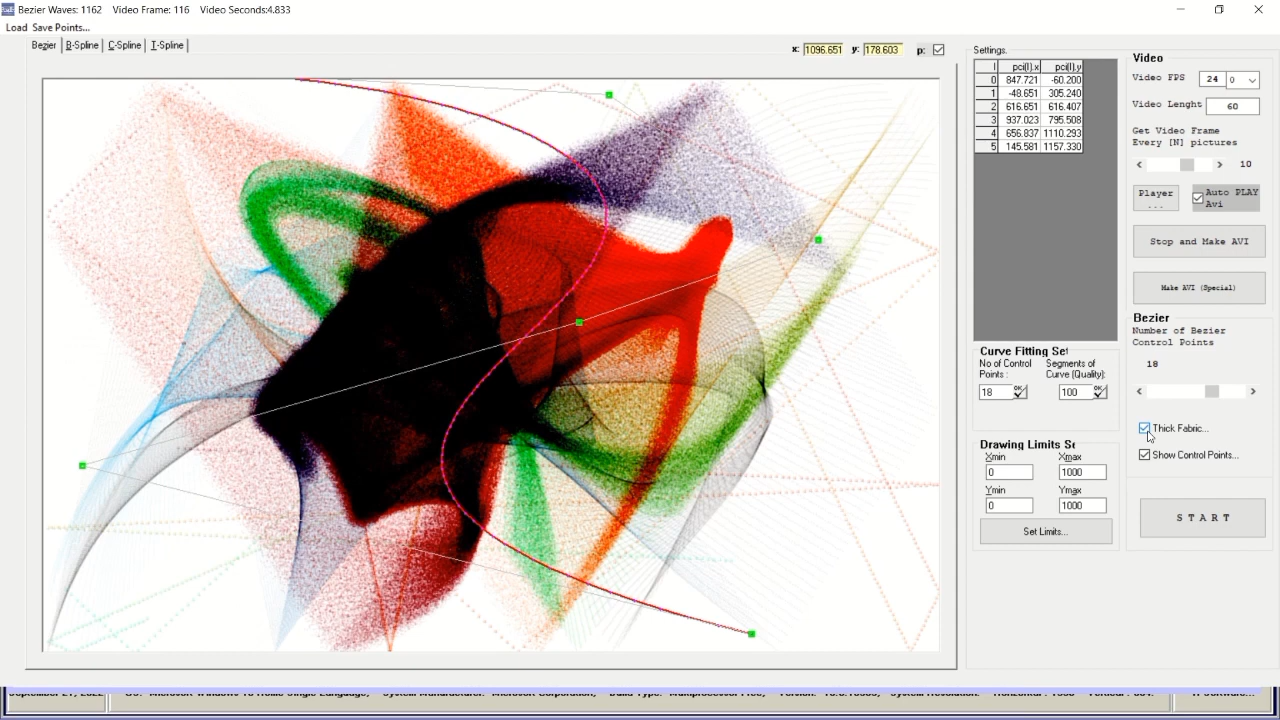 Bezier Waves: 1162 Video Frame: 116 Video Seconds:4.833
Load Save Points...
Bezier B-Spline C-Spline T-Spline
x: 1096.651 y: 178.603 p:
Settings.
I pci(I).x pci(I).y
0 847.721 -60.200
1 -48.651 305.240
2 616.651 616.407
3 937.023 795.508
4 656.837 1110.293
5 145.581 1157.330
Curve Fitting Set
No of Control Points :
Segments of Curve (Quality):
18 OK 100 OK
Drawing Limits Se
Xmin Xmax
0 1000
Ymin Ymax
0 1000
Set Limits...
Video
Video FPS 24 0
Video Lenght 60
Get Video Frame
Every [N] pictures
10
Player
...
Auto PLAY
Avi
Stop and Make AVI
Make AVI (Special)
Bezier
Number of Bezier
Control Points
18
Thick Fabric...
Show Control Points...
S T A R T